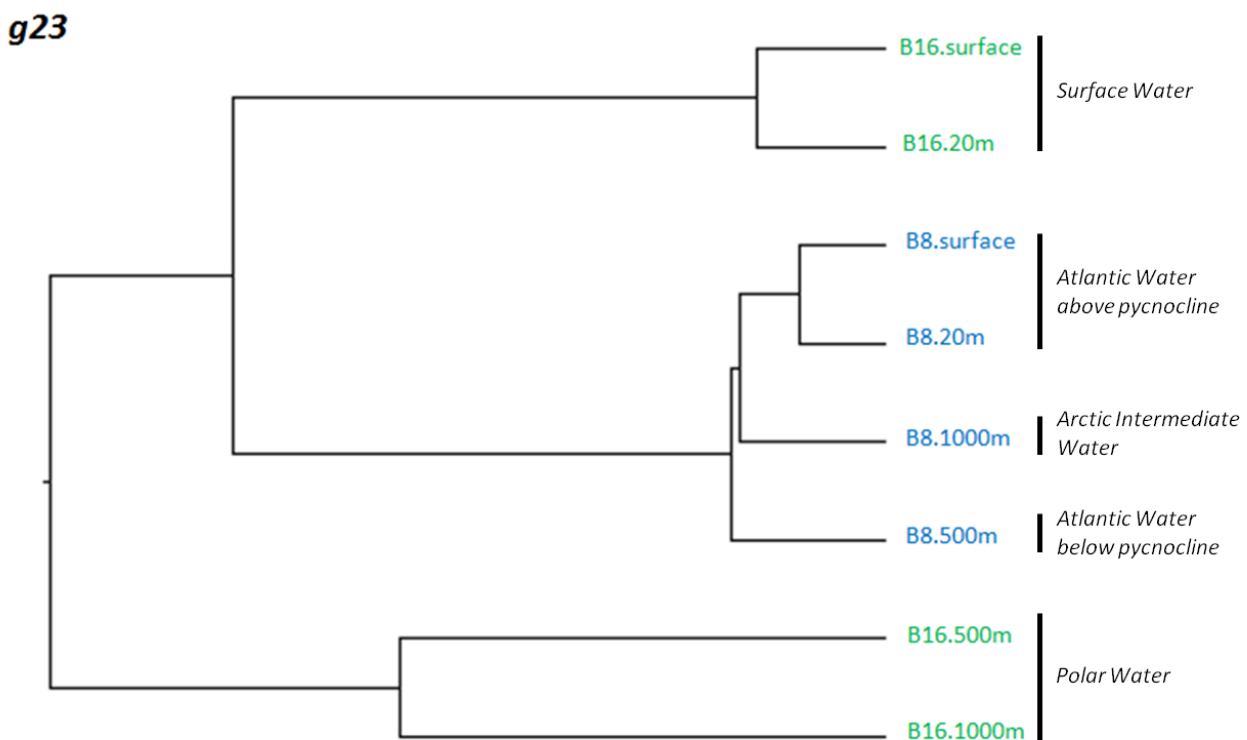 g23
B16.surface
Surface Water
B16.20m
B8.surface
Atlantic Water
above pycnocline
B8.20m
B8.1000m
Arctic Intermediate
Water
B8.500m
Atlantic Water
below pycnocline
B16.500m
Polar Water
B16.1000m